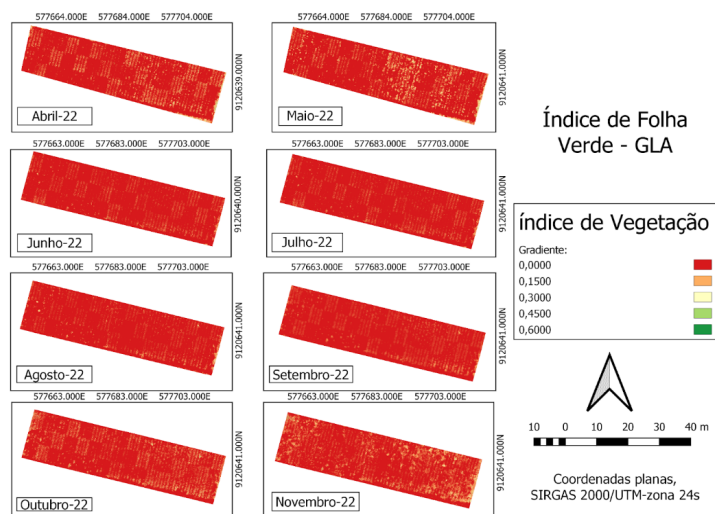 577664.000E 577684.000E 577704.000E
9120639.000N
Abril-22
577664.000E 577684.000E 577704.000E
9120641.000N
Maio-22
577663.000E 577683.000E 577703.000E
9120640.000N
Junho-22
577663.000E 577683.000E 577703.000E
9120641.000N
Julho-22
577663.000E 577683.000E 577703.000E
9120641.000N
Agosto-22
577663.000E 577683.000E 577703.000E
9120641.000N
Setembro-22
577663.000E 577683.000E 577703.000E
9120641.000N
Outubro-22
577663.000E 577683.000E 577703.000E
9120641.000N
Novembro-22
Índice de Folha
Verde - GLA
índice de Vegetação
Gradiente:
0,0000
0,1500
0,3000
0,4500
0,6000
10 0 10 20 30 40 m
Coordenadas planas,
SIRGAS 2000/UTM-zona 24s